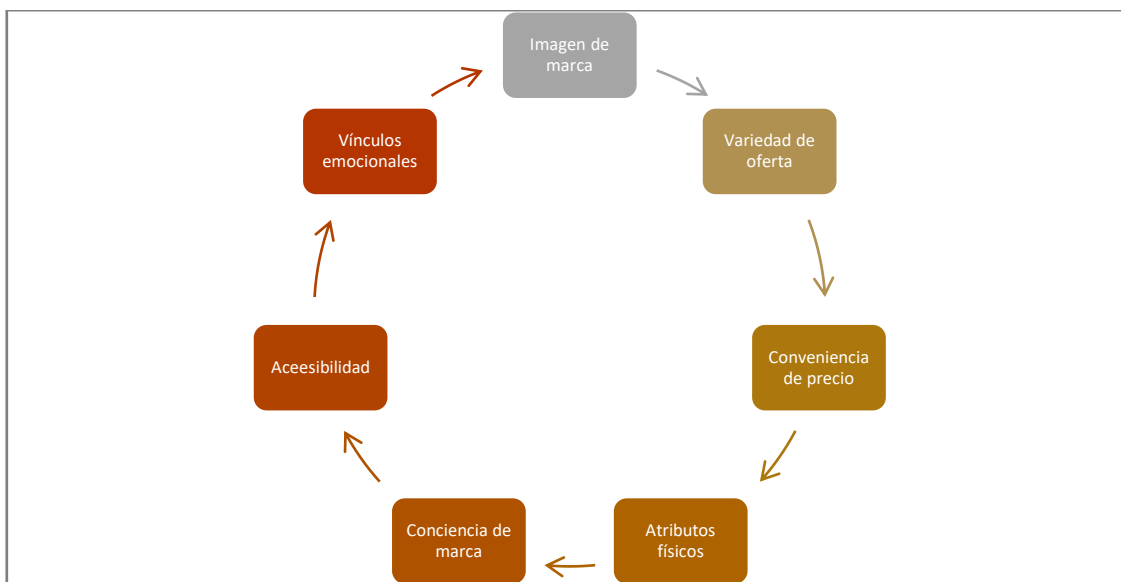 Imagen de
marca
Variedad de
oferta
Conveniencia
de precio
Atributos
físicos
Conciencia de
marca
Aceesibilidad
Vínculos
emocionales